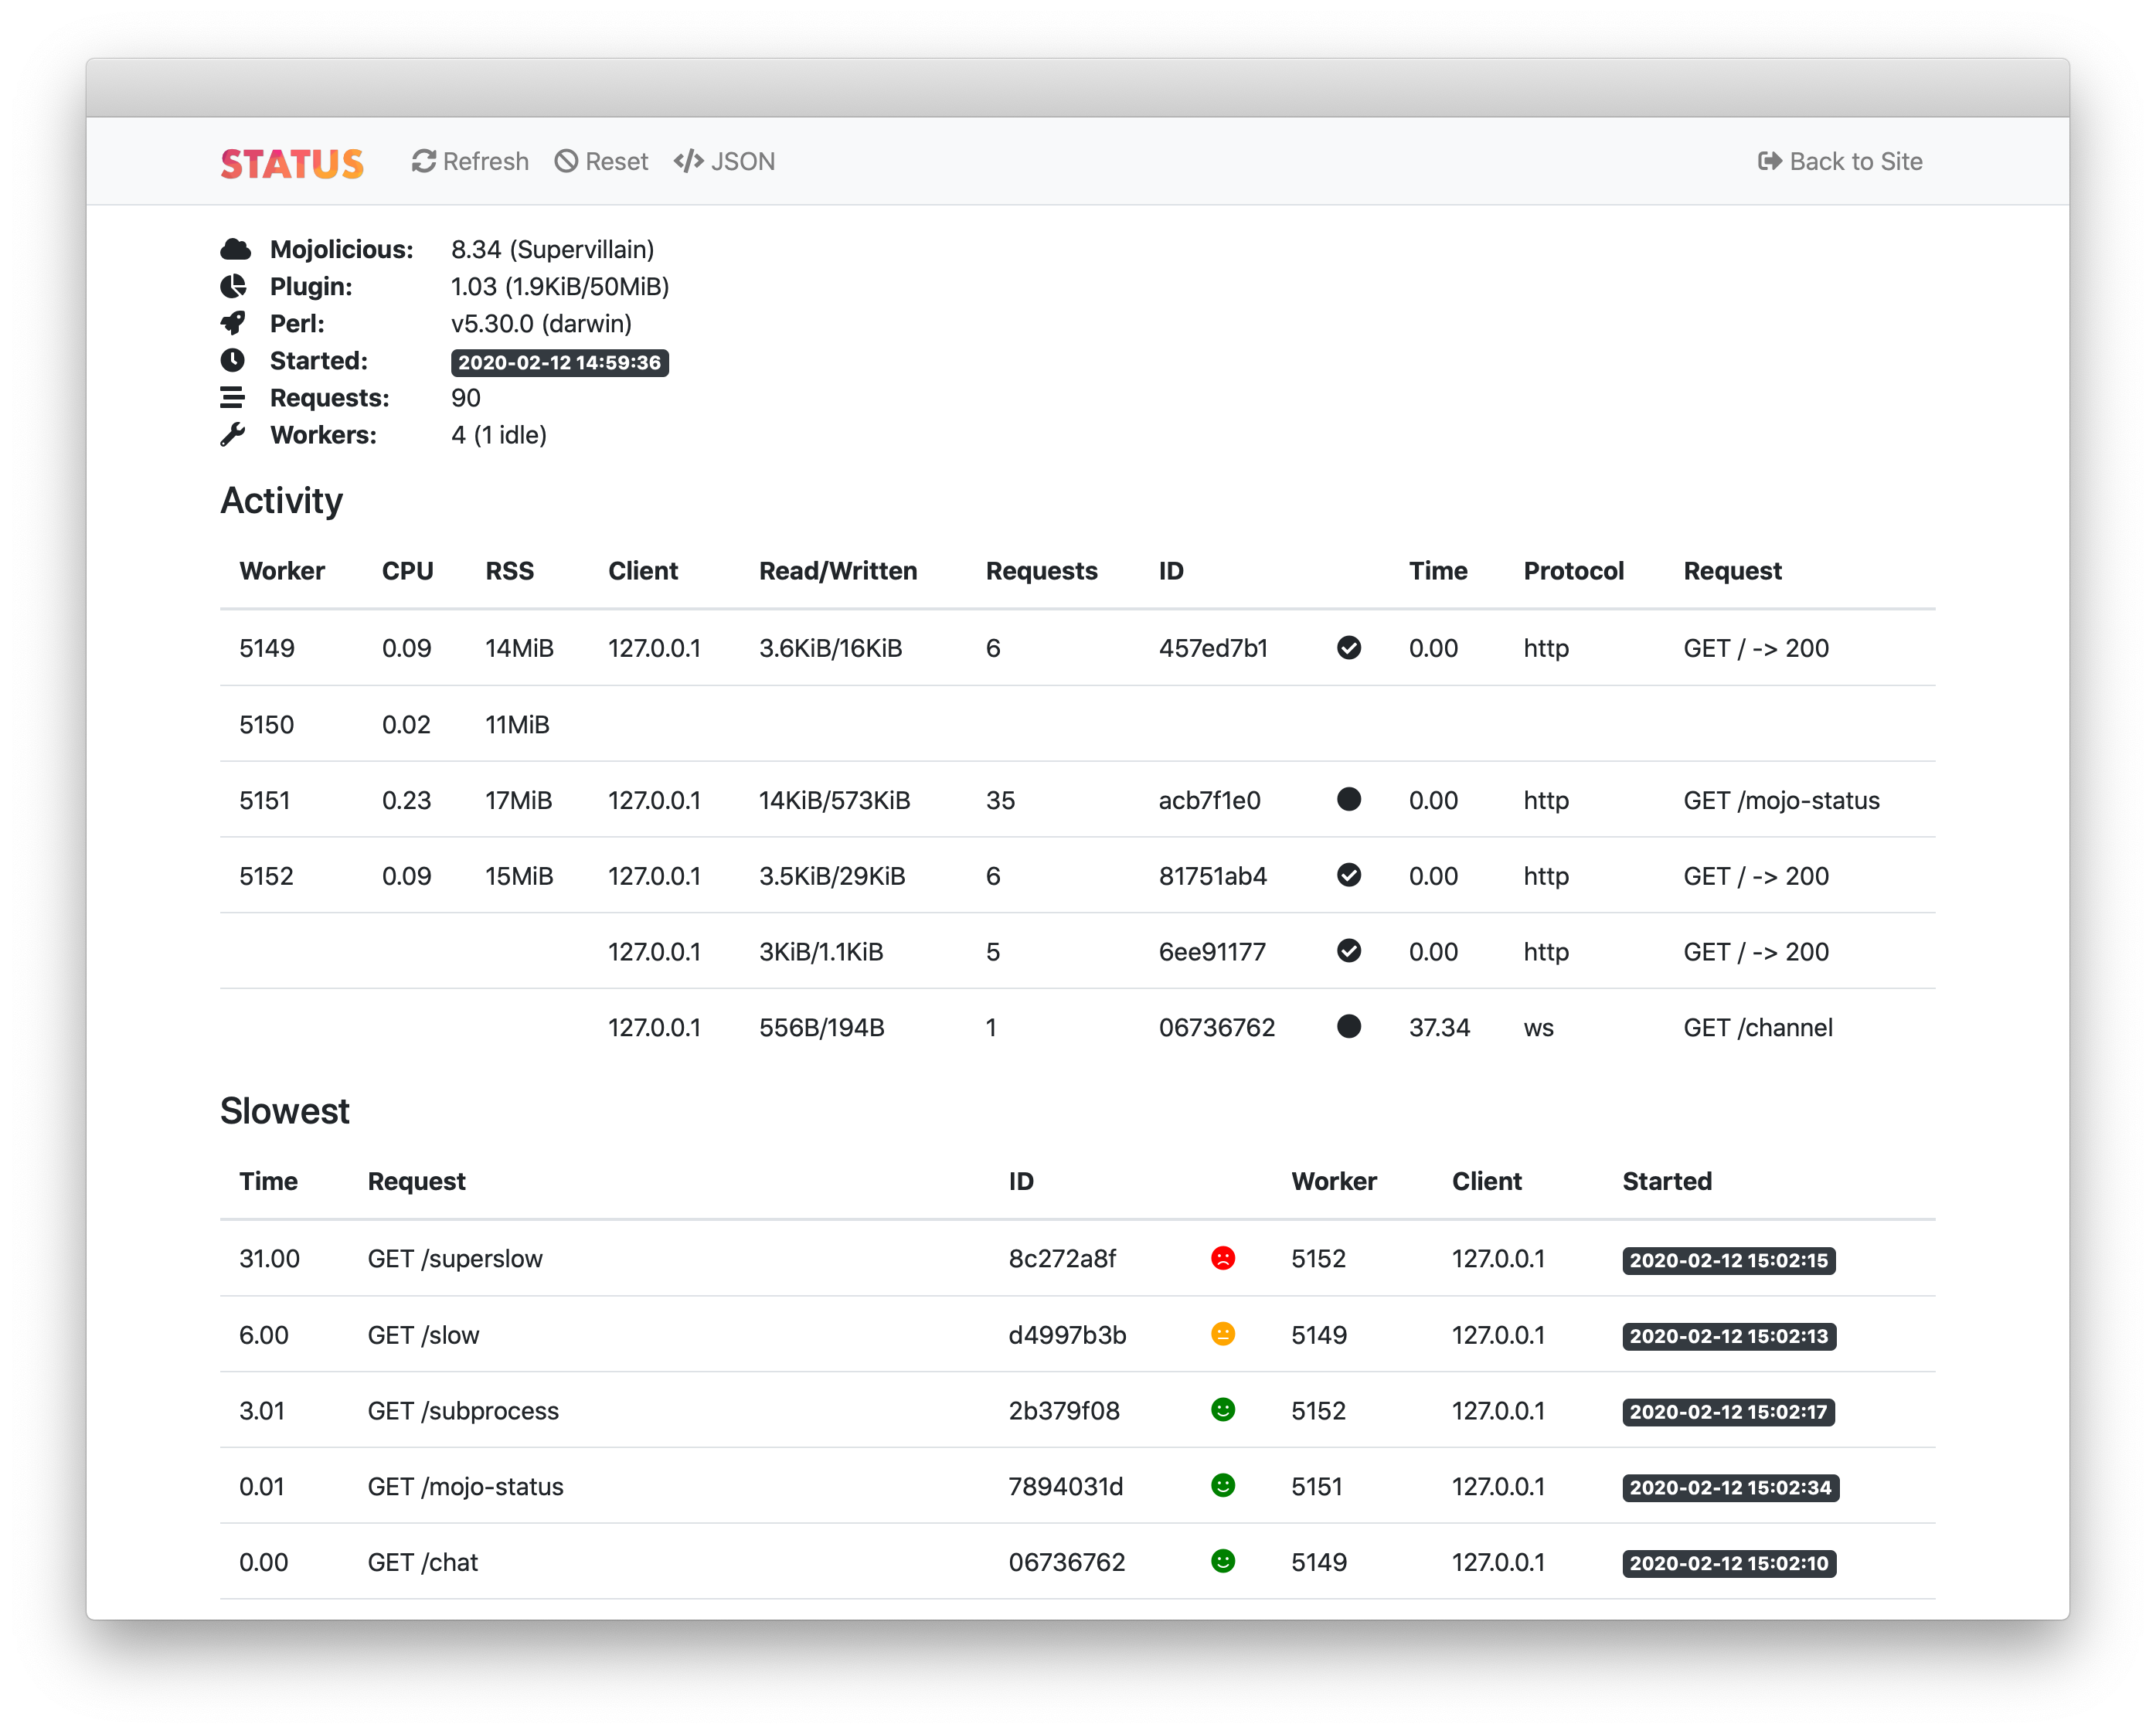 STATUS Refresh Reset JSON Back to Site
Mojolicious: 8.34 (Supervillain)
Plugin: 1.03 (1.9KiB/50MiB)
Perl: v5.30.0 (darwin)
Started: 2020-02-12 14:59:36
Requests: 90
Workers: 4 (1 idle)
Activity
Worker CPU RSS Client Read/Written Requests ID Time Protocol Request
5149 0.09 14MiB 127.0.0.1 3.6KiB/16KiB 6 457ed7b1 0.00 http GET / -> 200
5150 0.02 11MiB
5151 0.23 17MiB 127.0.0.1 14KiB/573KiB 35 acb7f1e0 0.00 http GET /mojo-status
5152 0.09 15MiB 127.0.0.1 3.5KiB/29KiB 6 81751ab4 0.00 http GET / -> 200
127.0.0.1 3KiB/1.1KiB 5 6ee91177 0.00 http GET / -> 200
127.0.0.1 556B/194B 1 06736762 37.34 ws GET /channel
Slowest
Time Request ID Worker Client Started
31.00 GET /superslow 8c272a8f 5152 127.0.0.1 2020-02-12 15:02:15
6.00 GET /slow d4997b3b 5149 127.0.0.1 2020-02-12 15:02:13
3.01 GET /subprocess 2b379f08 5152 127.0.0.1 2020-02-12 15:02:17
0.01 GET /mojo-status 7894031d 5151 127.0.0.1 2020-02-12 15:02:34
0.00 GET /chat 06736762 5149 127.0.0.1 2020-02-12 15:02:10